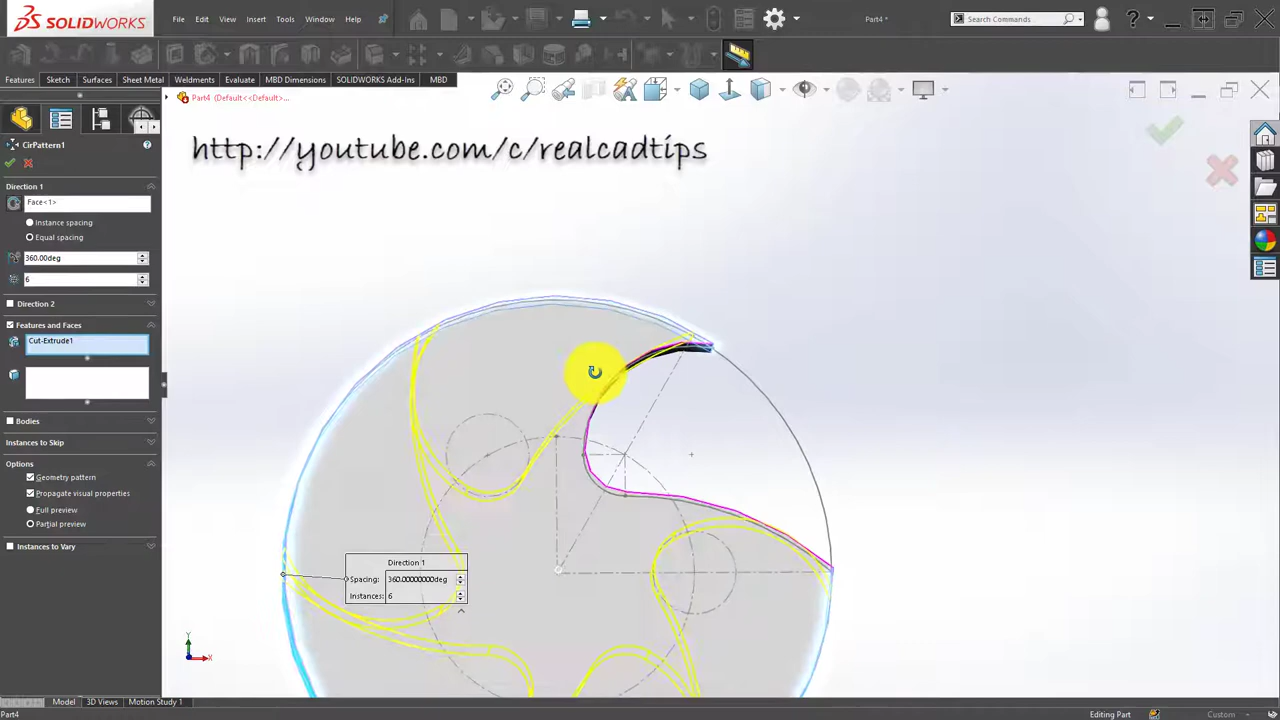 SOLIDWORKS File Edit View Insert Tools Window Help Part4 * Search Commands ?
Features Sketch Surfaces Sheet Metal Weldments Evaluate MBD Dimensions SOLIDWORKS Add-Ins MBD
Part4 (Default<<Default>...
CirPattern1
http://youtube.com/c/realcadtips
Direction 1
Face<1>
Instance spacing
Equal spacing
360.00deg
6
Direction 2
Features and Faces
Cut-Extrude1
Bodies
Instances to Skip
Options
Geometry pattern
Propagate visual properties
Full preview
Partial preview
Instances to Vary
Direction 1
Spacing: 360.00000000deg
Instances: 6
Y
X
Model 3D Views Motion Study 1
Part4 Editing Part Custom